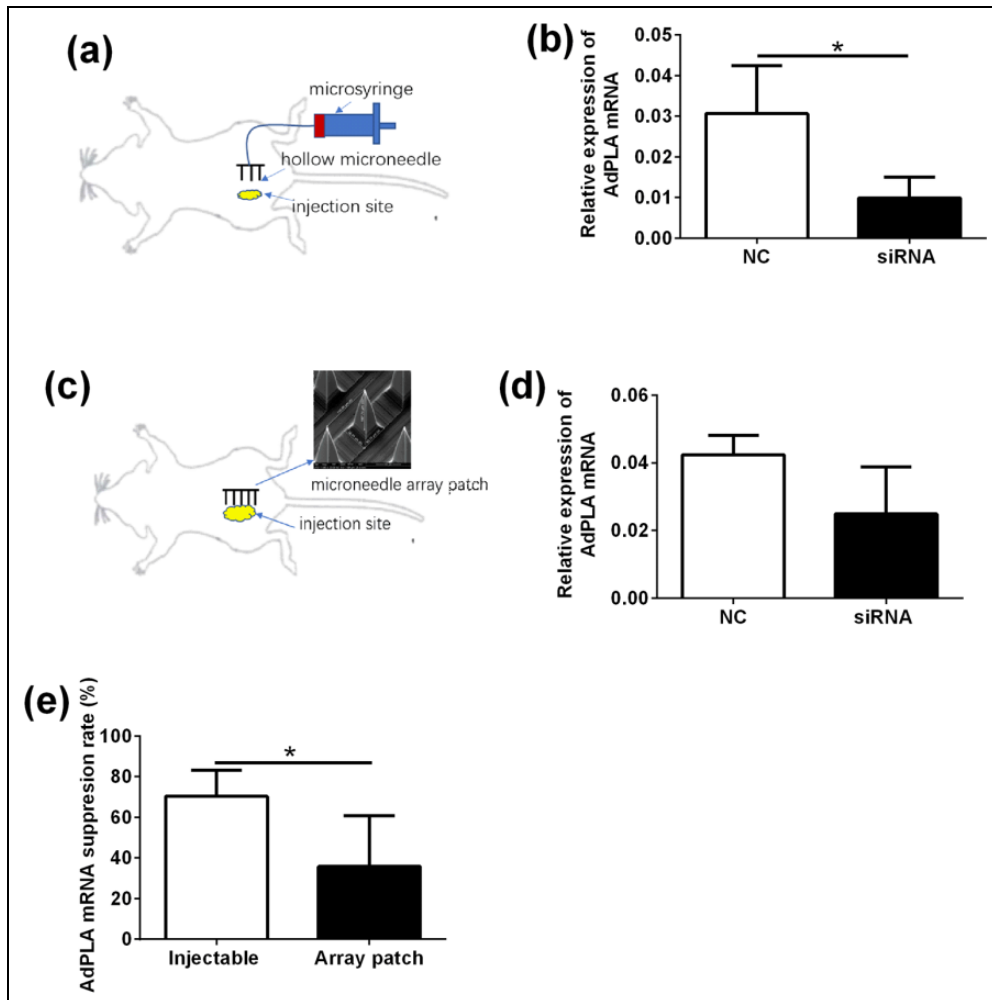 (a)
microsyringe
hollow microneedle
injection site
(b)
Relative expression of
AdPLA mRNA
0.05
0.04
0.03
0.02
0.01
0.00
*
NC
siRNA
(c)
microneedle array patch
injection site
(d)
Relative expression of
AdPLA mRNA
0.06
0.04
0.02
0.00
NC
siRNA
(e)
AdPLA mRNA suppresion rate (%)
100
80
60
40
20
0
*
Injectable
Array patch